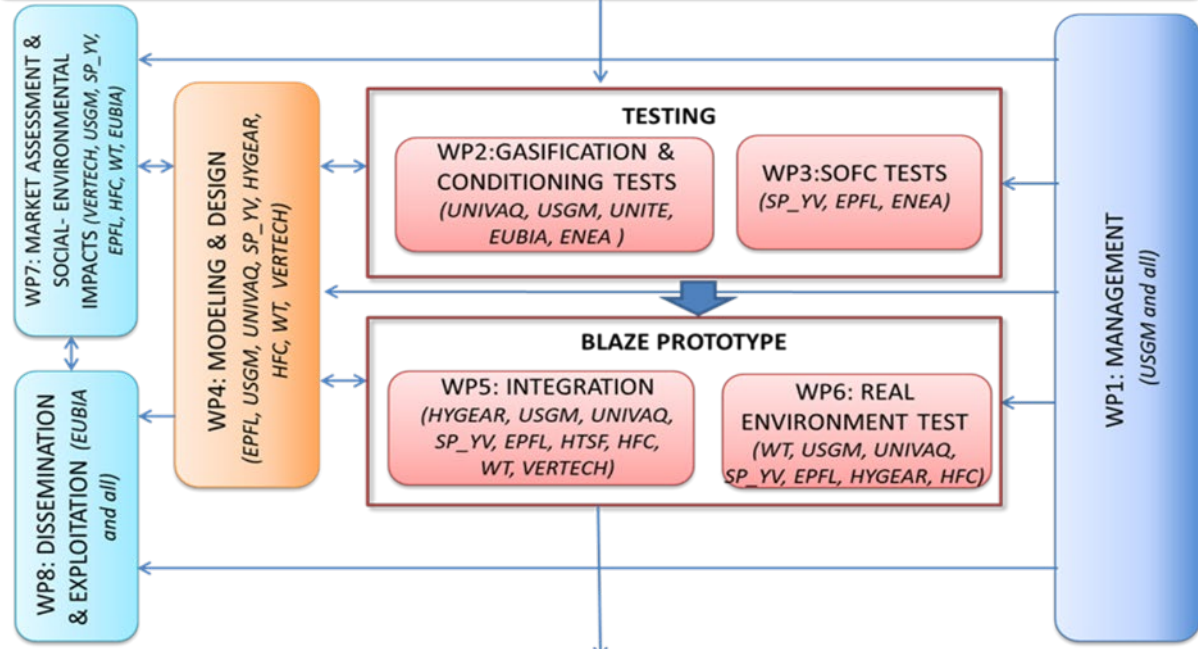 WP7: MARKET ASSESSMENT &
SOCIAL- ENVIRONMENTAL
IMPACTS (VERTECH, USGM, SP_YV,
EPFL, HFC, WT, EUBIA)
WP8: DISSEMINATION
& EXPLOITATION (EUBIA
and all)
WP4: MODELING & DESIGN
(EPFL, USGM, UNIVAQ, SP_YV, HYGEAR,
HFC, WT, VERTECH)
TESTING
WP2:GASIFICATION &
CONDITIONING TESTS
(UNIVAQ, USGM, UNITE,
EUBIA, ENEA )
WP3:SOFC TESTS
(SP_YV, EPFL, ENEA)
BLAZE PROTOTYPE
WP5: INTEGRATION
(HYGEAR, USGM, UNIVAQ,
SP_YV, EPFL, HTSF, HFC,
WT, VERTECH)
WP6: REAL
ENVIRONMENT TEST
(WT, USGM, UNIVAQ,
SP_YV, EPFL, HYGEAR, HFC)
WP1: MANAGEMENT
(USGM and all)